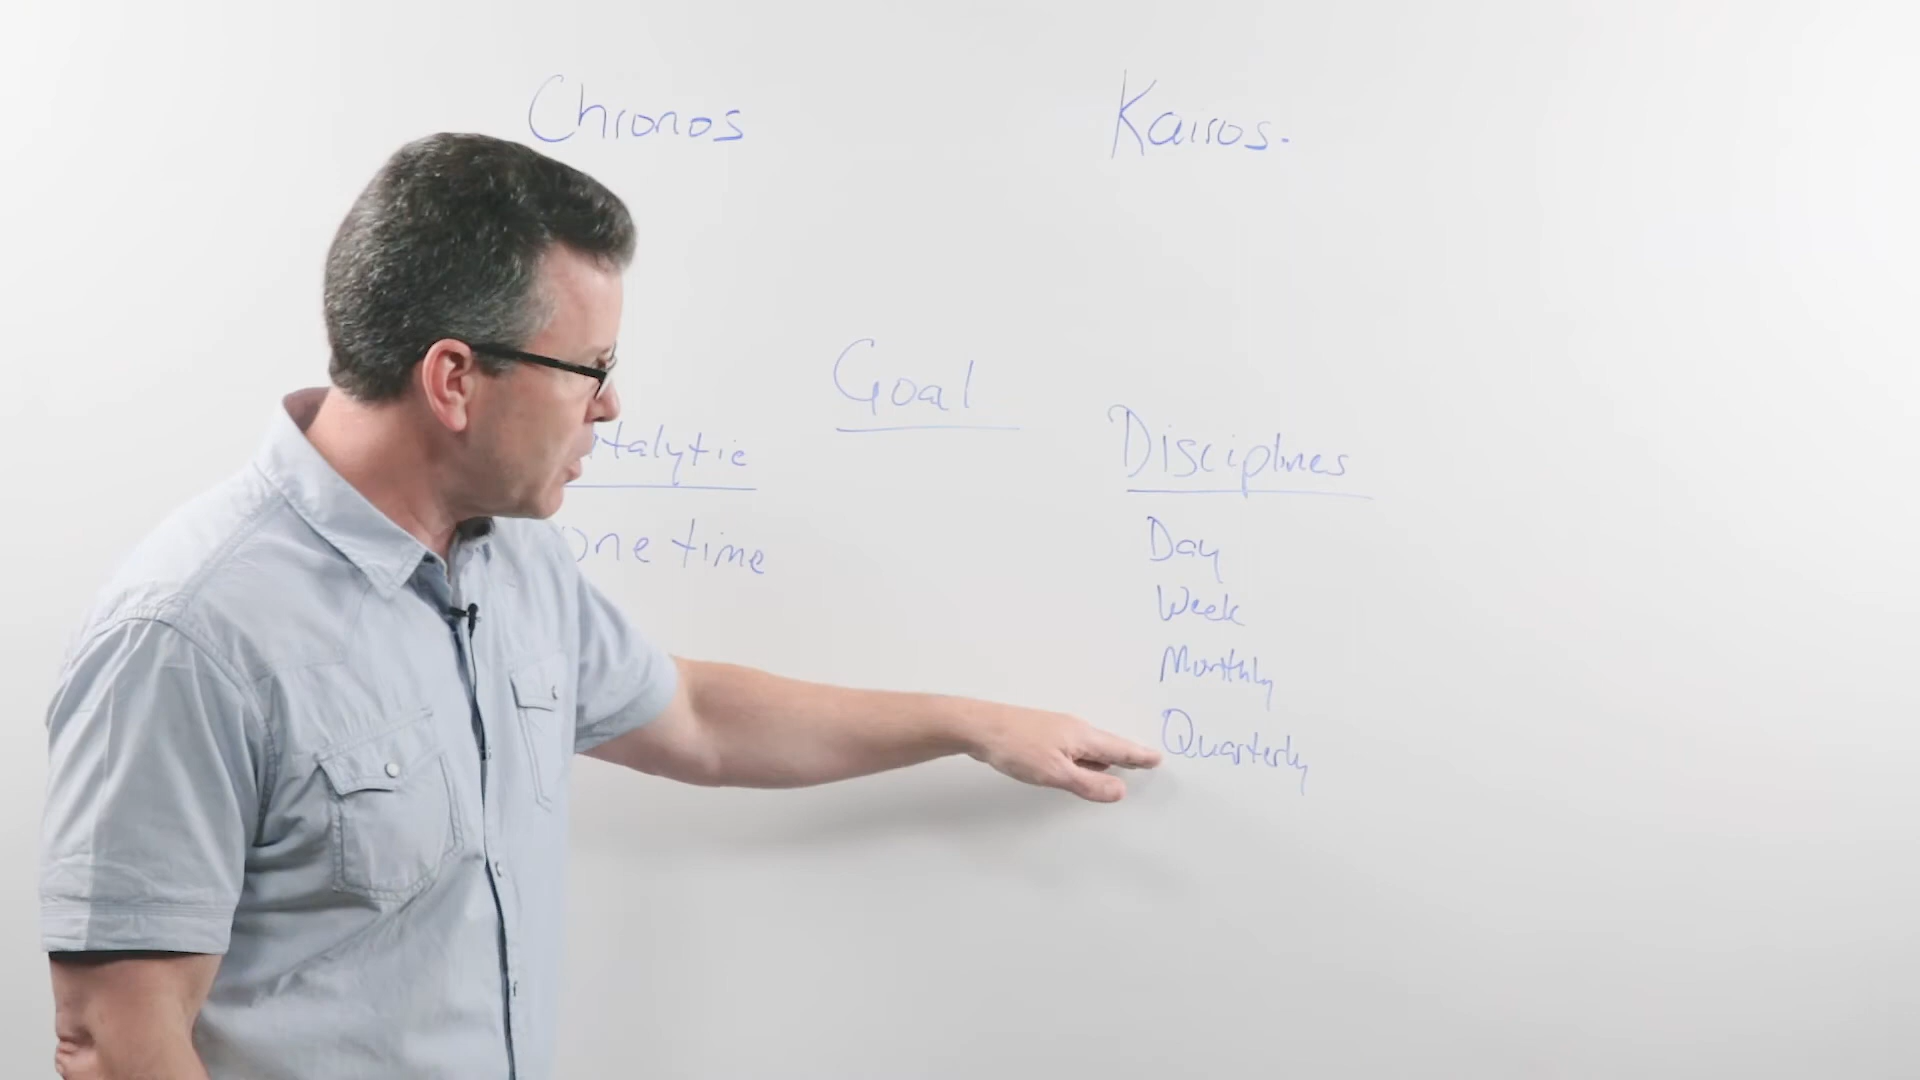 Chronos
Kairos.
Goal
talytic
One time
Disciplines
Day
Week
Monthly
Quarterly